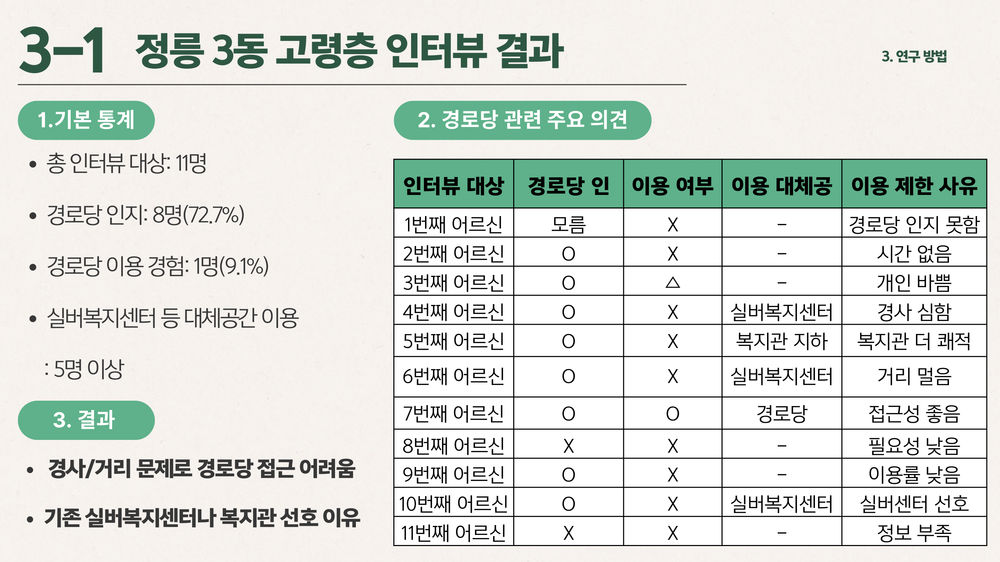 3-1 정릉 3동 고령층 인터뷰 결과
3. 연구 방법
1.기본 통계
• 총 인터뷰 대상: 11명
• 경로당 인지: 8명(72.7%)
• 경로당 이용 경험: 1명(9.1%)
• 실버복지센터 등 대체공간 이용
: 5명 이상
3. 결과
• 경사/거리 문제로 경로당 접근 어려움
• 기존 실버복지센터나 복지관 선호 이유
2. 경로당 관련 주요 의견
인터뷰 대상 경로당 인 이용 여부 이용 대체공 이용 제한 사유
1번째 어르신 모름 X - 경로당 인지 못함
2번째 어르신 O X - 시간 없음
3번째 어르신 O △ - 개인 바쁨
4번째 어르신 O X 실버복지센터 경사 심함
5번째 어르신 O X 복지관 지하 복지관 더 쾌적
6번째 어르신 O X 실버복지센터 거리 멀음
7번째 어르신 O O 경로당 접근성 좋음
8번째 어르신 X X - 필요성 낮음
9번째 어르신 O X - 이용률 낮음
10번째 어르신 O X 실버복지센터 실버센터 선호
11번째 어르신 X X - 정보 부족